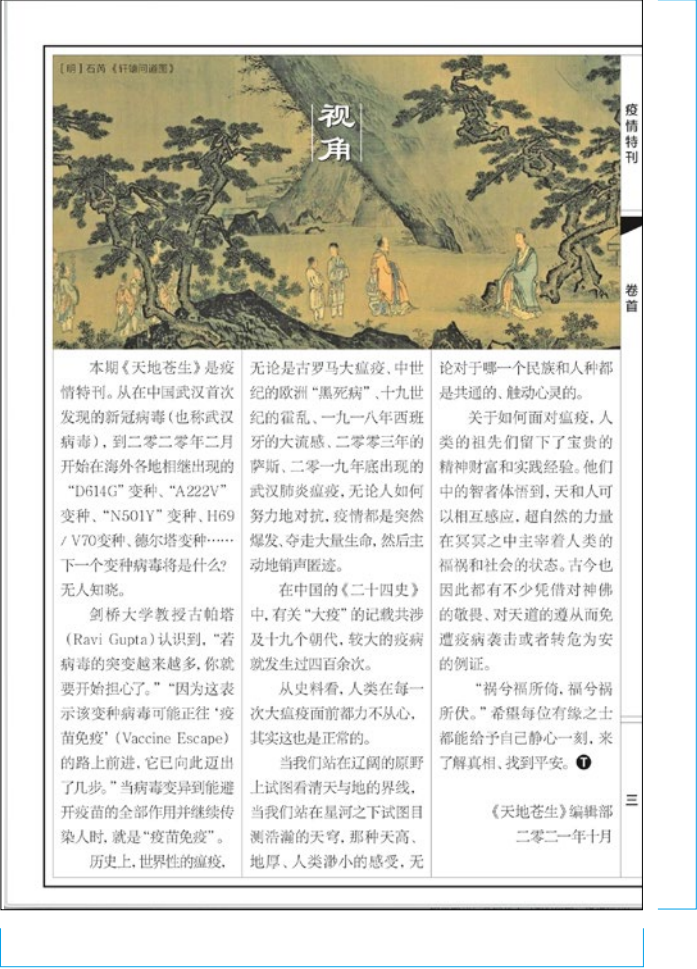 [明]石芮《轩辕问道图》
视
角
疫情特刊
卷首
本期《天地苍生》是疫
情特刊。从在中国武汉首次
发现的新冠病毒(也称武汉
病毒),到二零二零年二月
开始在海外各地相继出现的
“D614G”变种、“A222V”
变种、“N501Y”变种、H69
/ V70变种、德尔塔变种……
下一个变种病毒将是什么?
无人知晓。
剑桥大学教授古帕塔
(Ravi Gupta)认识到,“若
病毒的突变越来越多,你就
要开始担心了。”“因为这表
示该变种病毒可能正往‘疫
苗免疫’(Vaccine Escape)
的路上前进,它已向此迈出
了几步。”当病毒变异到能避
开疫苗的全部作用并继续传
染人时,就是“疫苗免疫”。
历史上,世界性的瘟疫,
无论是古罗马大瘟疫、中世
纪的欧洲“黑死病”、十九世
纪的霍乱、一九一八年西班
牙的大流感、二零零三年的
萨斯、二零一九年底出现的
武汉肺炎瘟疫,无论人如何
努力地对抗,疫情都是突然
爆发、夺走大量生命,然后主
动地销声匿迹。
在中国的《二十四史》
中,有关“大疫”的记载共涉
及十九个朝代,较大的疫病
就发生过四百余次。
从史料看,人类在每一
次大瘟疫面前都力不从心,
其实这也是正常的。
当我们站在辽阔的原野
上试图看清天与地的界线,
当我们站在星河之下试图目
测浩瀚的天穹,那种天高、
地厚、人类渺小的感受,无
论对于哪一个民族和人种都
是共通的、触动心灵的。
关于如何面对瘟疫,人
类的祖先们留下了宝贵的
精神财富和实践经验。他们
中的智者体悟到,天和人可
以相互感应,超自然的力量
在冥冥之中主宰着人类的
福祸和社会的状态。古今也
因此都有不少凭借对神佛
的敬畏、对天道的遵从而免
遭疫病袭击或者转危为安
的例证。
“祸兮福所倚,福兮祸
所伏。”希望每位有缘之士
都能给予自己静心一刻,来
了解真相、找到平安。T
《天地苍生》编辑部
二零二一年十月
三